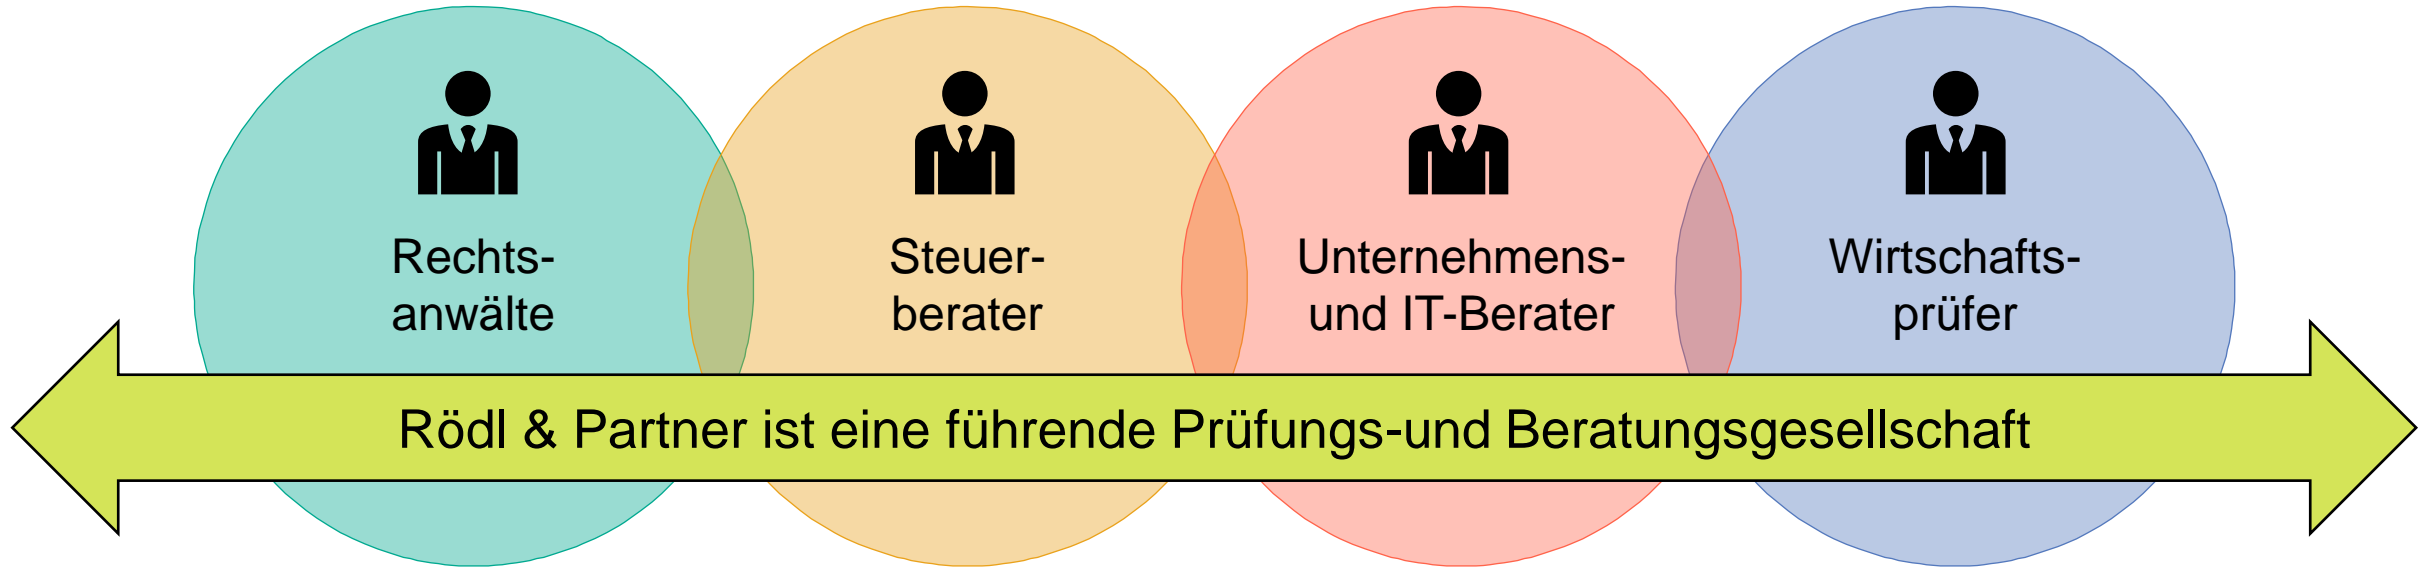 Rechts-
anwälte
Steuer-
berater
Unternehmens-
und IT-Berater
Wirtschafts-
prüfer
Rödl & Partner ist eine führende Prüfungs-und Beratungsgesellschaft